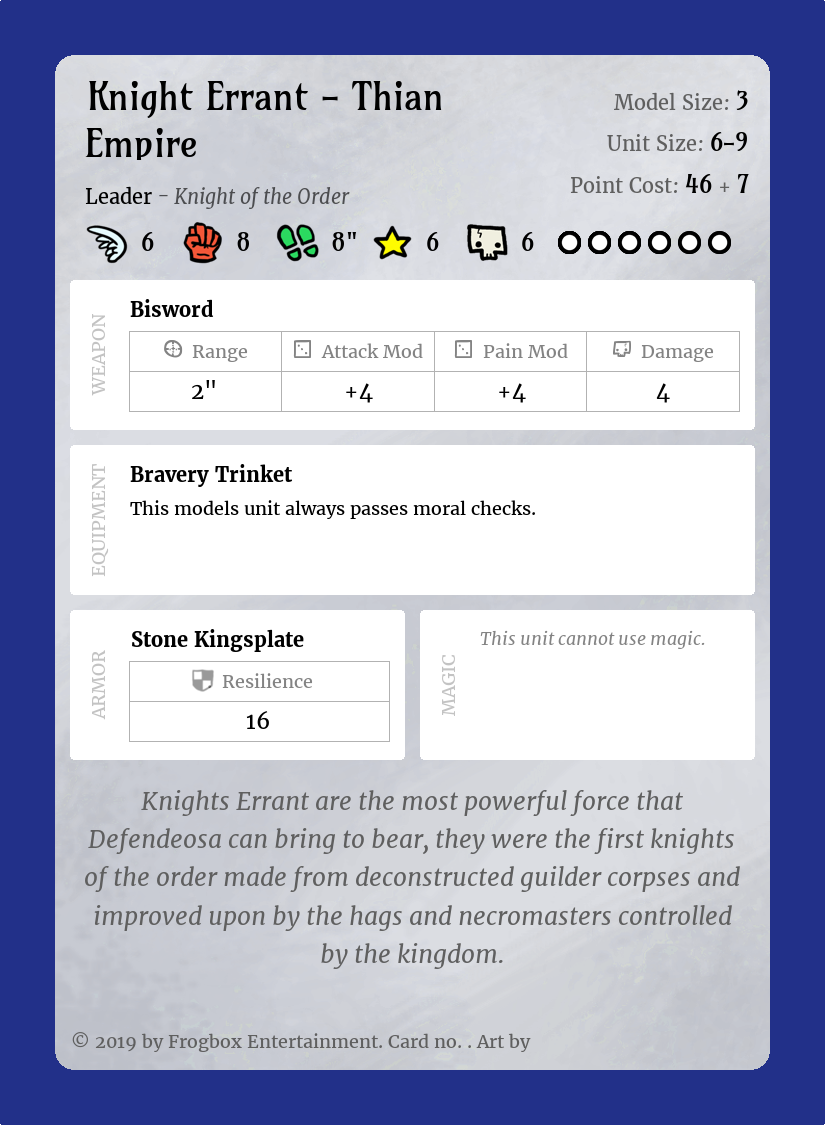 Knight Errant – Thian
Empire
Model Size: 3
Unit Size: 6–9
Point Cost: 46 + 7
Leader – Knight of the Order
6 8 8" 6 6
WEAPON
Bisword
Range Attack Mod Pain Mod Damage
2" +4 +4 4
EQUIPMENT
Bravery Trinket
This models unit always passes moral checks.
ARMOR
Stone Kingsplate
Resilience
16
MAGIC
This unit cannot use magic.
Knights Errant are the most powerful force that
Defendeosa can bring to bear, they were the first knights
of the order made from deconstructed guilder corpses and
improved upon by the hags and necromasters controlled
by the kingdom.
© 2019 by Frogbox Entertainment. Card no. . Art by